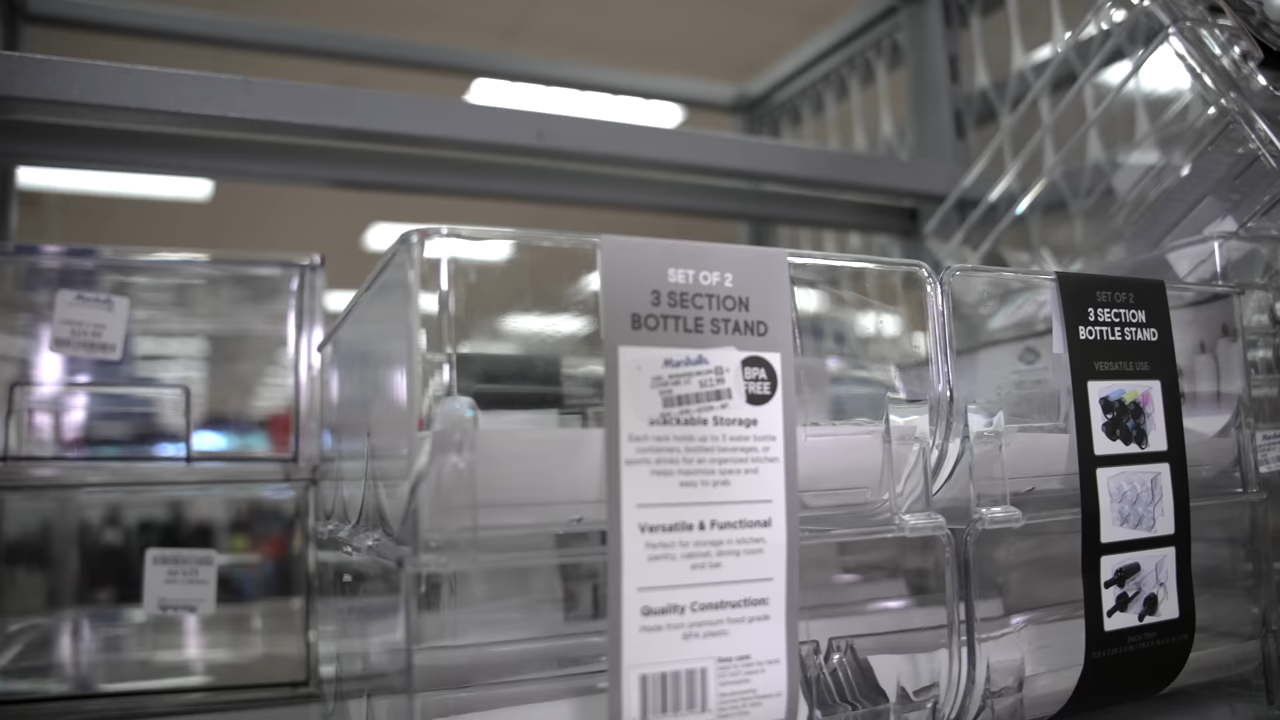 SET OF 2
3 SECTION
BOTTLE STAND
Marshalls
$12.99
BPA
FREE
Stackable Storage
Each rack holds up to 3 water bottle
containers, bottled beverages, or
sports drinks for an organized kitchen.
Helps maximize space and
easy to grab.
Versatile & Functional
Perfect for storage in kitchen,
pantry, cabinet, dining room
and bar.
Quality Construction:
Made from premium food grade
BPA plastic.
SET OF 2
3 SECTION
BOTTLE STAND
VERSATILE USE:
Marshalls